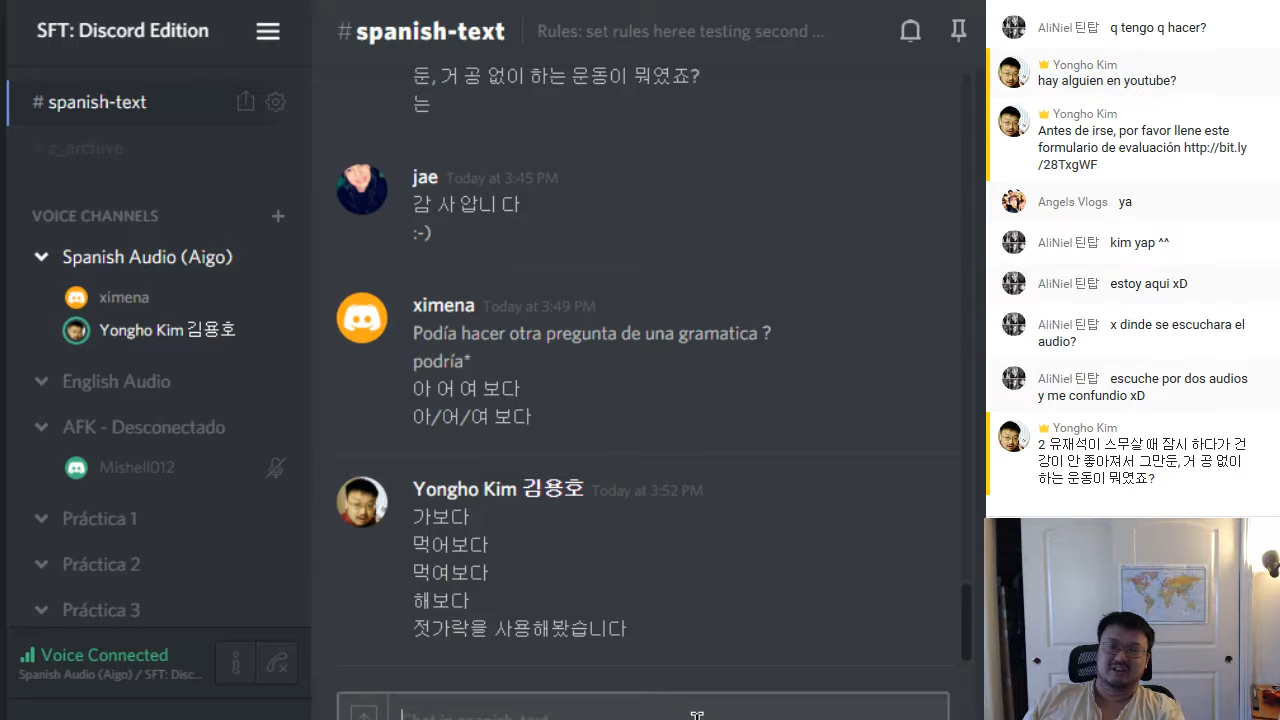 SFT: Discord Edition
# spanish-text
z_archive
VOICE CHANNELS
Spanish Audio (Aigo)
ximena
Yongho Kim 김용호
English Audio
AFK - Desconectado
Mishell012
Práctica 1
Práctica 2
Práctica 3
Voice Connected
Spanish Audio (Aigo) / SFT: Disc...
# spanish-text
Rules: set rules heree testing second ...
둔, 거 공 없이 하는 운동이 뭐였죠?
는
jae Today at 3:45 PM
감 사 압니 다
:-)
ximena Today at 3:49 PM
Podía hacer otra pregunta de una gramatica ?
podría*
아 어 여 보다
아/어/여 보다
Yongho Kim 김용호 Today at 3:52 PM
가보다
먹어보다
먹여보다
해보다
젓가락을 사용해봤습니다
Chat in spanish-text
AliNiel 틴탑 q tengo q hacer?
Yongho Kim
hay alguien en youtube?
Yongho Kim
Antes de irse, por favor llene este
formulario de evaluación http://bit.ly
/28TxgWF
Angels Vlogs ya
AliNiel 틴탑 kim yap ^^
AliNiel 틴탑 estoy aqui xD
AliNiel 틴탑 x dinde se escuchara el
audio?
AliNiel 틴탑 escuche por dos audios
y me confundio xD
Yongho Kim
2 유재석이 스무살 때 잠시 하다가 건
강이 안 좋아져서 그만둔, 거 공 없이
하는 운동이 뭐였죠?